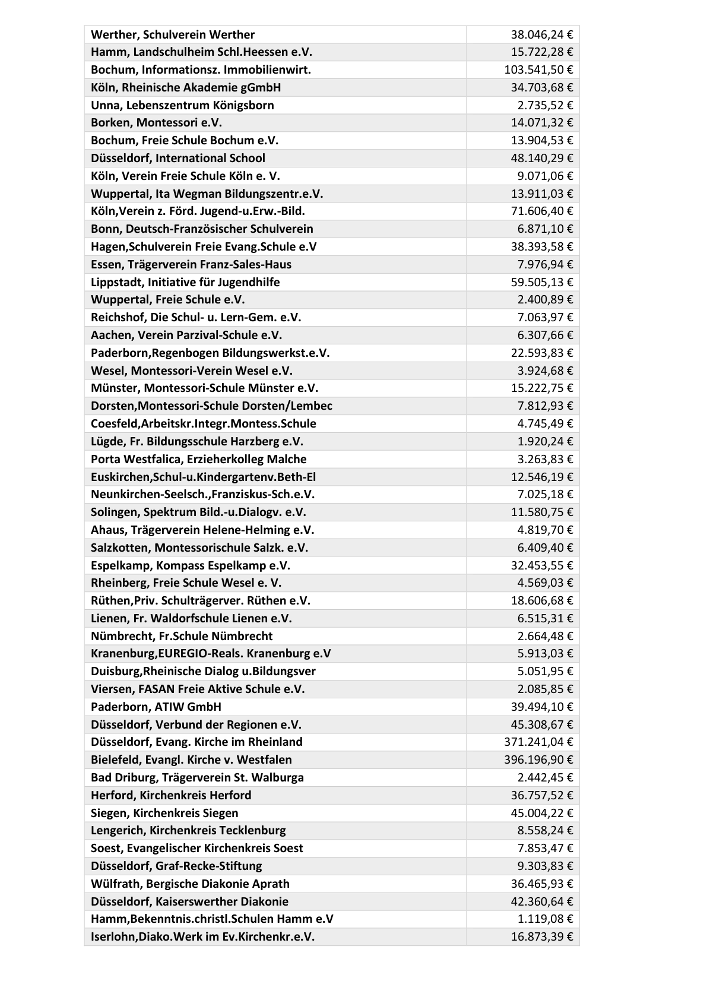 Werther, Schulverein Werther 38.046,24 €
Hamm, Landschulheim Schl.Heessen e.V. 15.722,28 €
Bochum, Informationsz. Immobilienwirt. 103.541,50 €
Köln, Rheinische Akademie gGmbH 34.703,68 €
Unna, Lebenszentrum Königsborn 2.735,52 €
Borken, Montessori e.V. 14.071,32 €
Bochum, Freie Schule Bochum e.V. 13.904,53 €
Düsseldorf, International School 48.140,29 €
Köln, Verein Freie Schule Köln e. V. 9.071,06 €
Wuppertal, Ita Wegman Bildungszentr.e.V. 13.911,03 €
Köln,Verein z. Förd. Jugend-u.Erw.-Bild. 71.606,40 €
Bonn, Deutsch-Französischer Schulverein 6.871,10 €
Hagen,Schulverein Freie Evang.Schule e.V 38.393,58 €
Essen, Trägerverein Franz-Sales-Haus 7.976,94 €
Lippstadt, Initiative für Jugendhilfe 59.505,13 €
Wuppertal, Freie Schule e.V. 2.400,89 €
Reichshof, Die Schul- u. Lern-Gem. e.V. 7.063,97 €
Aachen, Verein Parzival-Schule e.V. 6.307,66 €
Paderborn,Regenbogen Bildungswerkst.e.V. 22.593,83 €
Wesel, Montessori-Verein Wesel e.V. 3.924,68 €
Münster, Montessori-Schule Münster e.V. 15.222,75 €
Dorsten,Montessori-Schule Dorsten/Lembec 7.812,93 €
Coesfeld,Arbeitskr.Integr.Montess.Schule 4.745,49 €
Lügde, Fr. Bildungsschule Harzberg e.V. 1.920,24 €
Porta Westfalica, Erzieherkolleg Malche 3.263,83 €
Euskirchen,Schul-u.Kindergartenv.Beth-El 12.546,19 €
Neunkirchen-Seelsch.,Franziskus-Sch.e.V. 7.025,18 €
Solingen, Spektrum Bild.-u.Dialogv. e.V. 11.580,75 €
Ahaus, Trägerverein Helene-Helming e.V. 4.819,70 €
Salzkotten, Montessorischule Salzk. e.V. 6.409,40 €
Espelkamp, Kompass Espelkamp e.V. 32.453,55 €
Rheinberg, Freie Schule Wesel e. V. 4.569,03 €
Rüthen,Priv. Schulträgerver. Rüthen e.V. 18.606,68 €
Lienen, Fr. Waldorfschule Lienen e.V. 6.515,31 €
Nümbrecht, Fr.Schule Nümbrecht 2.664,48 €
Kranenburg,EUREGIO-Reals. Kranenburg e.V 5.913,03 €
Duisburg,Rheinische Dialog u.Bildungsver 5.051,95 €
Viersen, FASAN Freie Aktive Schule e.V. 2.085,85 €
Paderborn, ATIW GmbH 39.494,10 €
Düsseldorf, Verbund der Regionen e.V. 45.308,67 €
Düsseldorf, Evang. Kirche im Rheinland 371.241,04 €
Bielefeld, Evangl. Kirche v. Westfalen 396.196,90 €
Bad Driburg, Trägerverein St. Walburga 2.442,45 €
Herford, Kirchenkreis Herford 36.757,52 €
Siegen, Kirchenkreis Siegen 45.004,22 €
Lengerich, Kirchenkreis Tecklenburg 8.558,24 €
Soest, Evangelischer Kirchenkreis Soest 7.853,47 €
Düsseldorf, Graf-Recke-Stiftung 9.303,83 €
Wülfrath, Bergische Diakonie Aprath 36.465,93 €
Düsseldorf, Kaiserswerther Diakonie 42.360,64 €
Hamm,Bekenntnis.christl.Schulen Hamm e.V 1.119,08 €
Iserlohn,Diako.Werk im Ev.Kirchenkr.e.V. 16.873,39 €